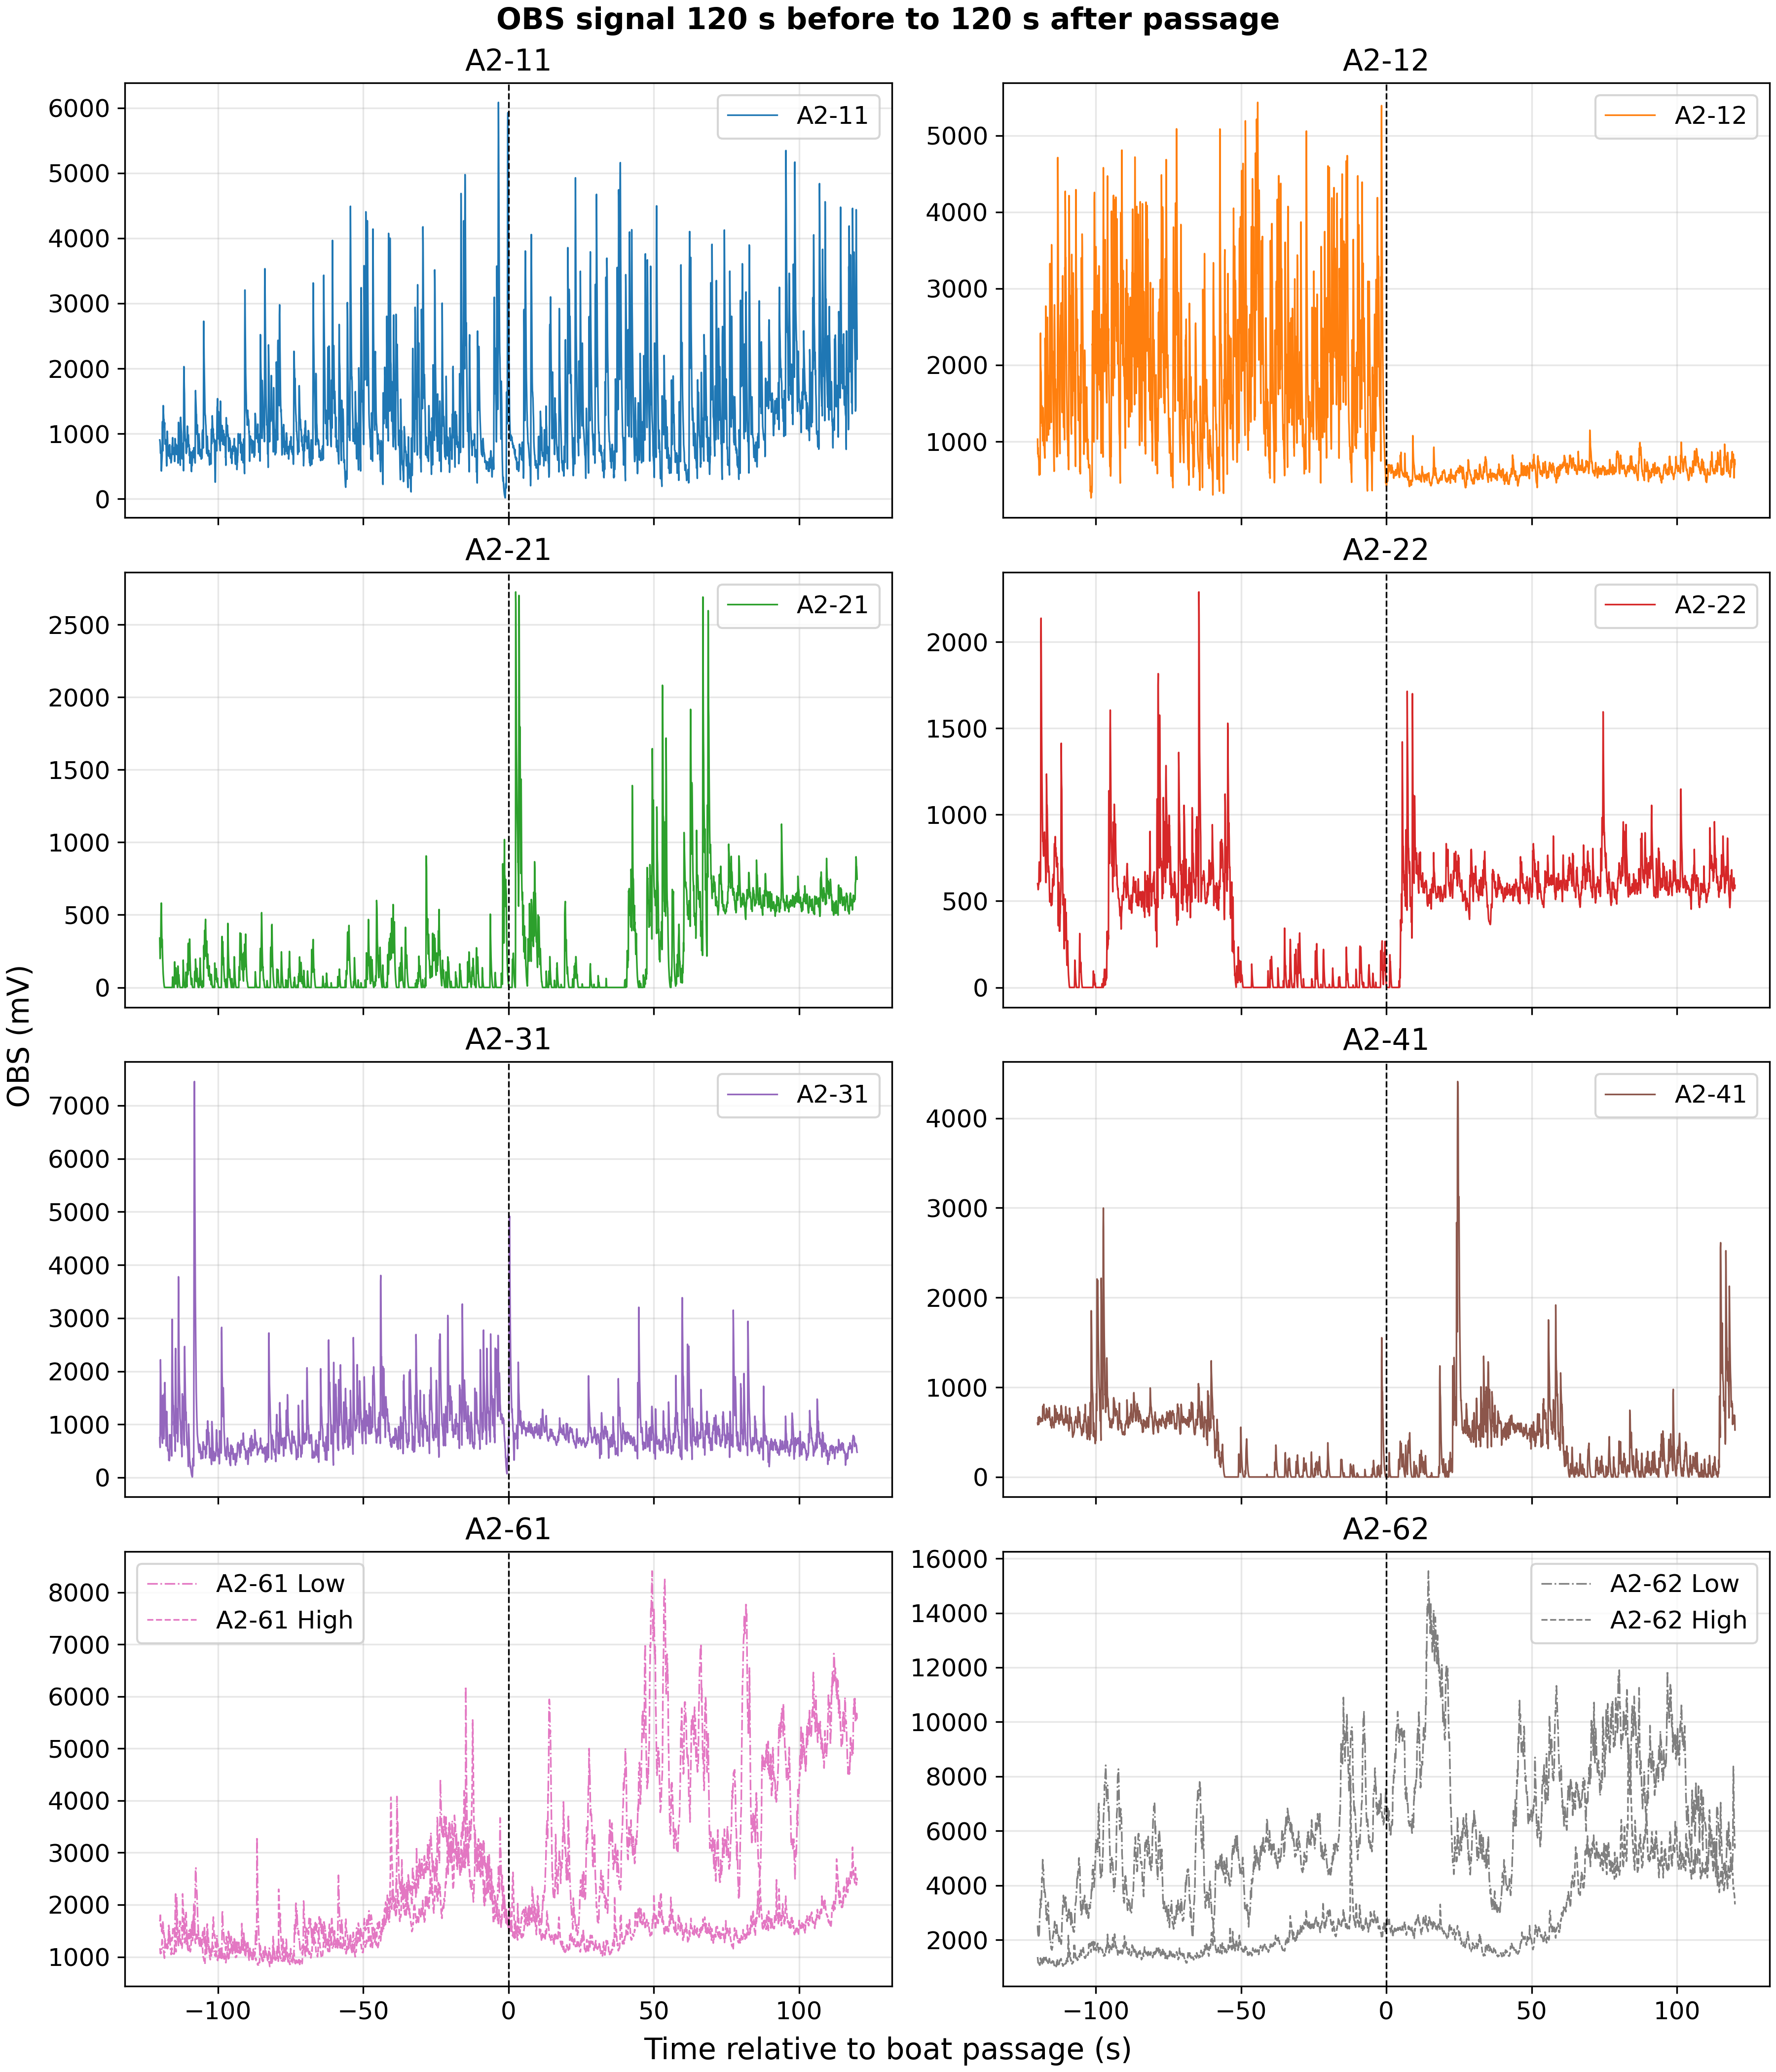 OBS signal 120 s before to 120 s after passage
A2-11
6000
5000
4000
3000
2000
1000
0
A2-11
A2-12
5000
4000
3000
2000
1000
A2-12
A2-21
2500
2000
1500
1000
500
0
A2-21
A2-22
2000
1500
1000
500
0
A2-22
OBS (mV)
A2-31
7000
6000
5000
4000
3000
2000
1000
0
A2-31
A2-41
4000
3000
2000
1000
0
A2-41
A2-61
8000
7000
6000
5000
4000
3000
2000
1000
A2-61 Low
A2-61 High
−100
−50
0
50
100
A2-62
16000
14000
12000
10000
8000
6000
4000
2000
A2-62 Low
A2-62 High
−100
−50
0
50
100
Time relative to boat passage (s)